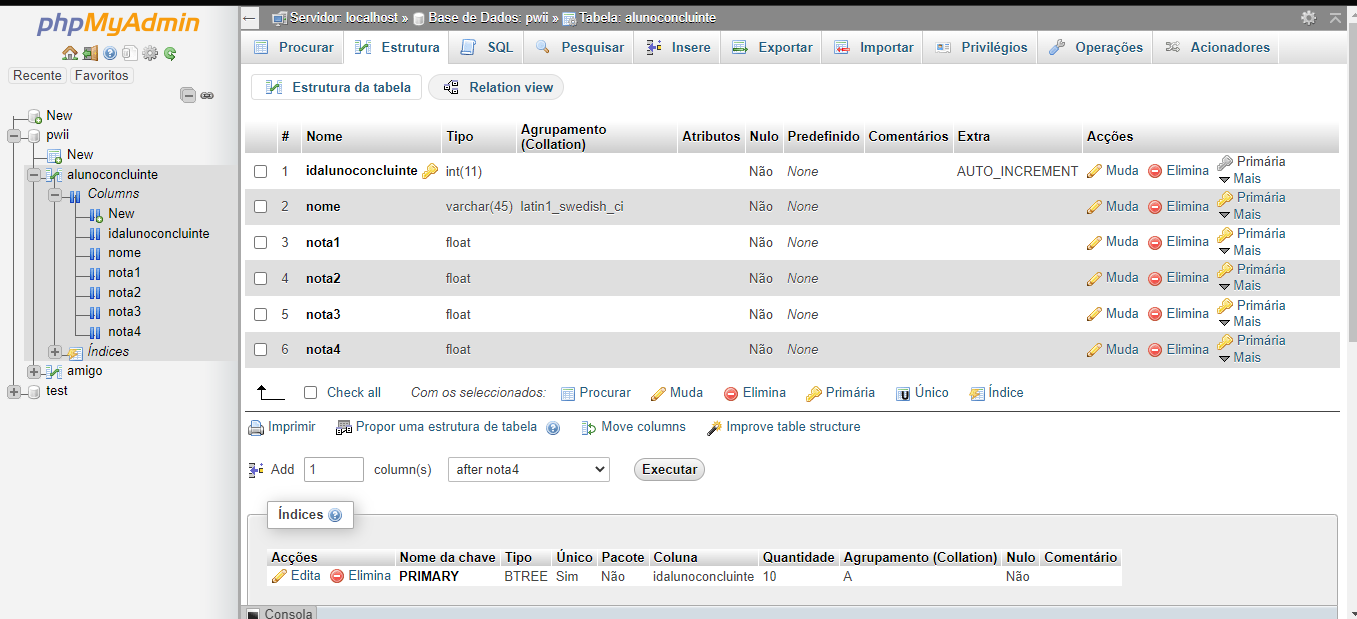 phpMyAdmin
Recente Favoritos
New
pwii
New
alunoconcluinte
Columns
New
idalunoconcluinte
nome
nota1
nota2
nota3
nota4
Índices
amigo
test
Servidor: localhost » Base de Dados: pwii » Tabela: alunoconcluinte
Procurar Estrutura SQL Pesquisar Insere Exportar Importar Privilégios Operações Acionadores
Estrutura da tabela Relation view
# Nome Tipo Agrupamento (Collation) Atributos Nulo Predefinido Comentários Extra Acções
1 idalunoconcluinte int(11) Não None AUTO_INCREMENT Muda Elimina Primária Mais
2 nome varchar(45) latin1_swedish_ci Não None Muda Elimina Primária Mais
3 nota1 float Não None Muda Elimina Primária Mais
4 nota2 float Não None Muda Elimina Primária Mais
5 nota3 float Não None Muda Elimina Primária Mais
6 nota4 float Não None Muda Elimina Primária Mais
Check all Com os seleccionados: Procurar Muda Elimina Primária Único Índice
Imprimir Propor uma estrutura de tabela Move columns Improve table structure
Add 1 column(s) after nota4 Executar
Índices
Acções Nome da chave Tipo Único Pacote Coluna Quantidade Agrupamento (Collation) Nulo Comentário
Edita Elimina PRIMARY BTREE Sim Não idalunoconcluinte 10 A Não
Consola